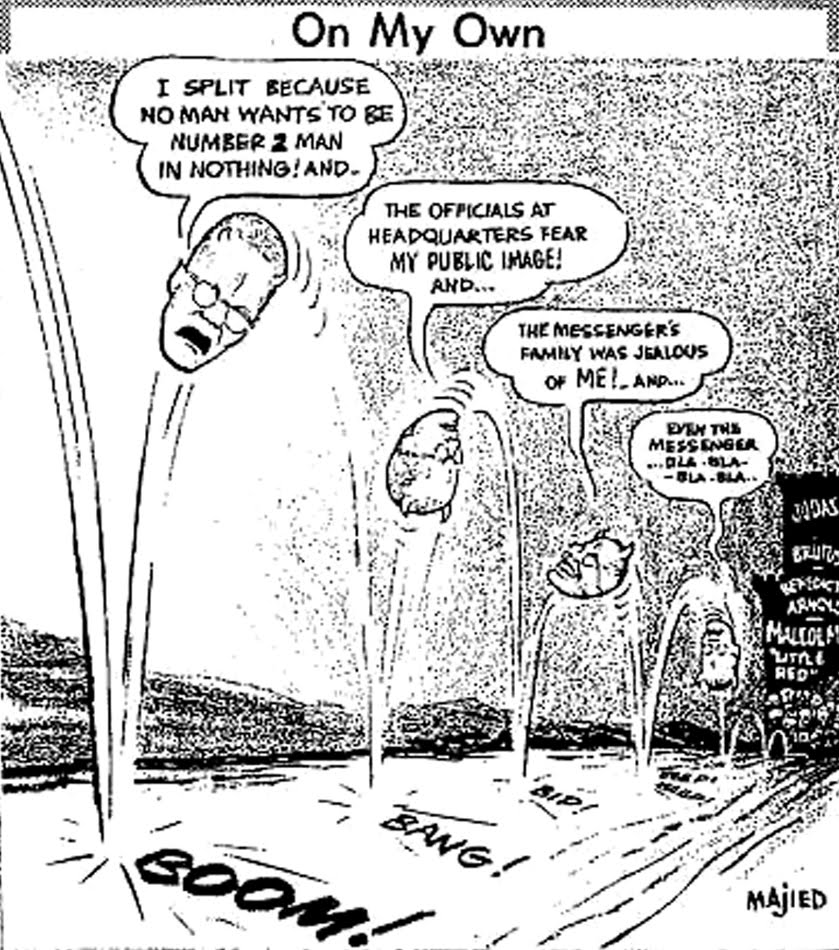 On My Own
I SPLIT BECAUSE
NO MAN WANTS TO BE
NUMBER 2 MAN
IN NOTHING! AND-
THE OFFICIALS AT
HEADQUARTERS FEAR
MY PUBLIC IMAGE!
AND...
THE MESSENGER'S
FAMILY WAS JEALOUS
OF ME!- AND...
EVEN THE
MESSENGER
...BLA-BLA-
-BLA-BLA..
JUDAS
BRUTUS
BENEDICT
ARNOLD
MALCOLM
"LITTLE
RED"
BIP!
BANG!
BOOM!
MAJIED